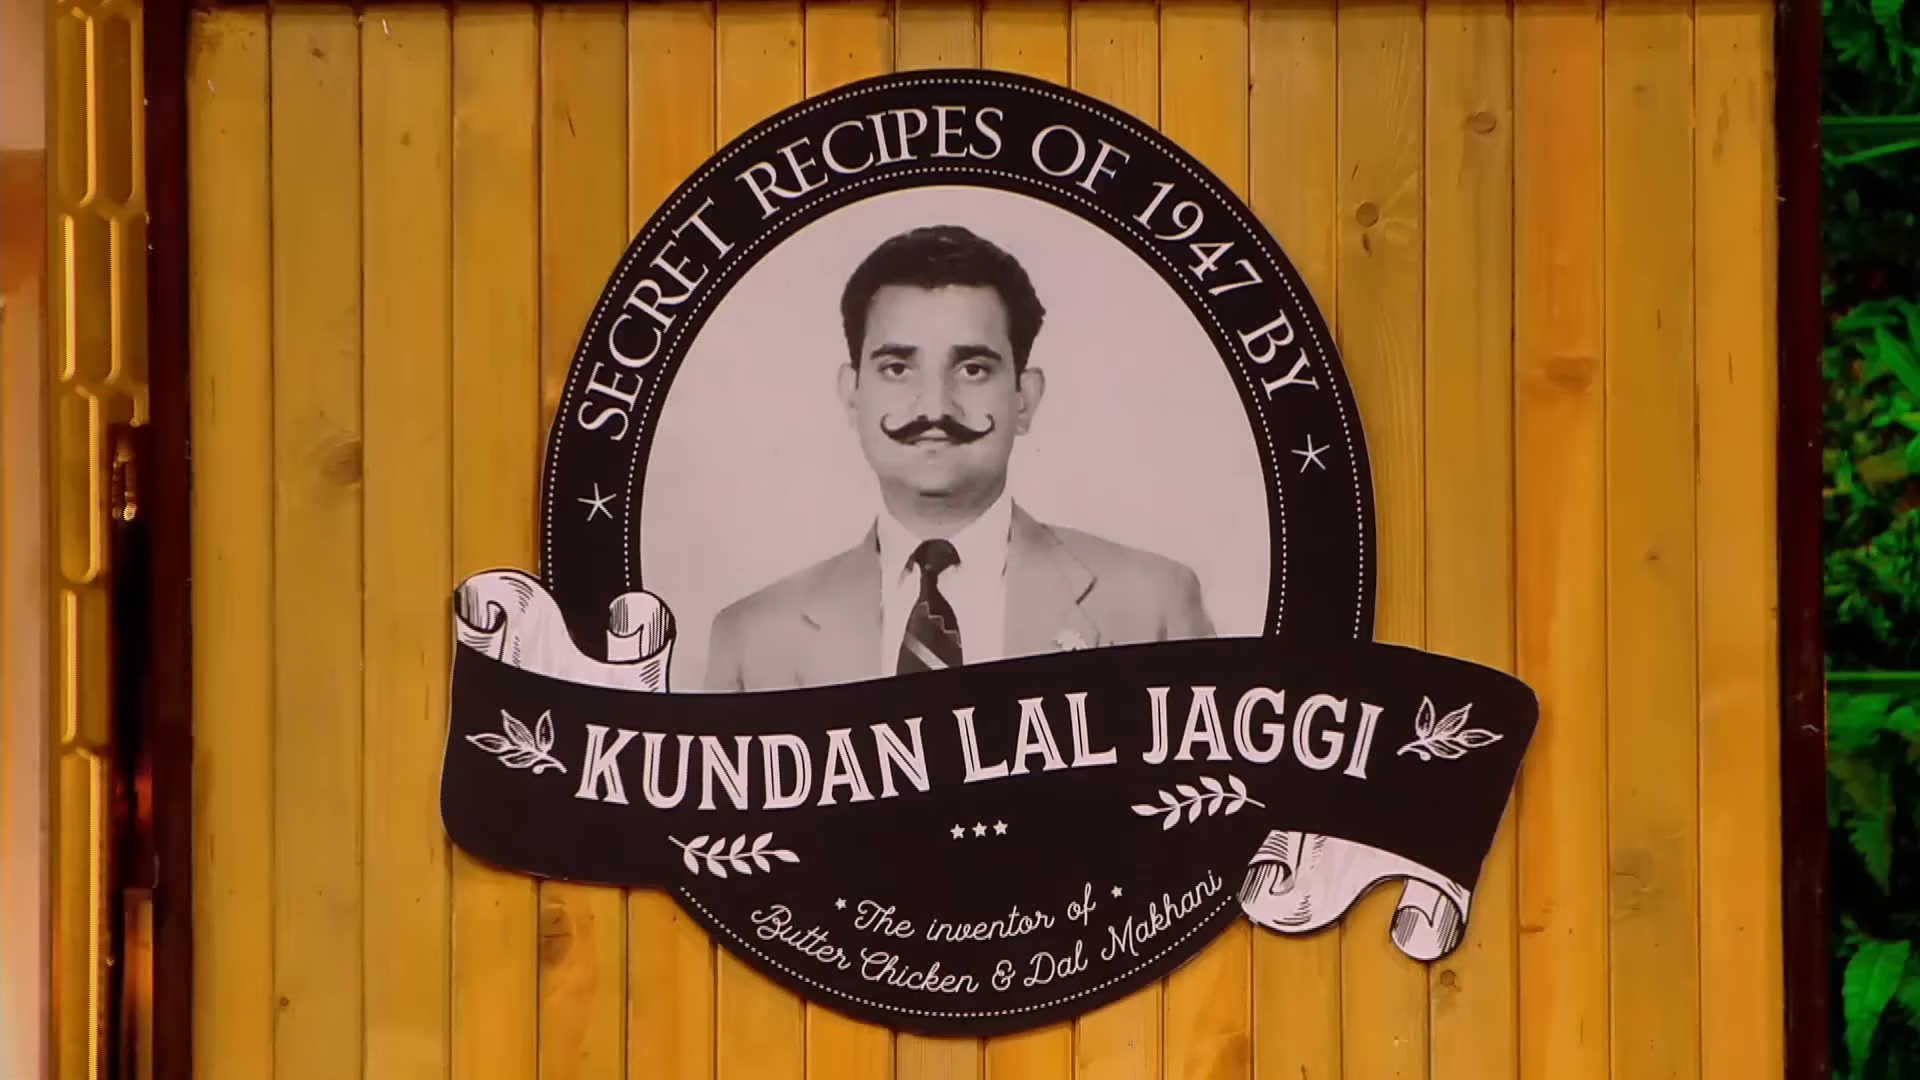 SECRET RECIPES OF 1947 BY
KUNDAN LAL JAGGI
The inventor of
Butter Chicken & Dal Makhani